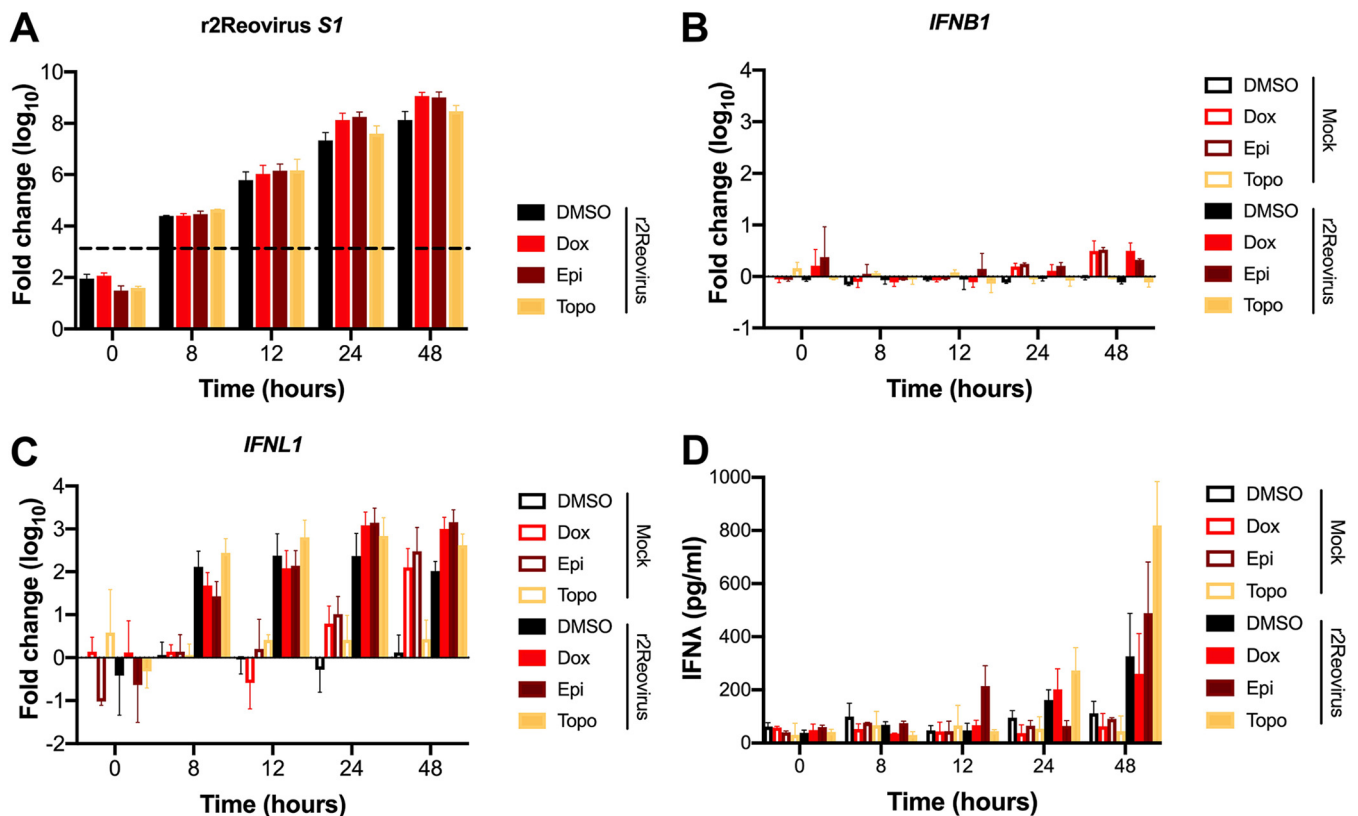 A
r2Reovirus S1
Fold change (log10)
10
8
6
4
2
0
0 8 12 24 48
Time (hours)
DMSO
Dox
Epi
Topo
r2Reovirus
B
IFNB1
Fold change (log10)
4
3
2
1
0
-1
0 8 12 24 48
Time (hours)
DMSO
Dox
Epi
Topo
Mock
DMSO
Dox
Epi
Topo
r2Reovirus
C
IFNL1
Fold change (log10)
4
3
2
1
0
-1
-2
0 8 12 24 48
Time (hours)
DMSO
Dox
Epi
Topo
Mock
DMSO
Dox
Epi
Topo
r2Reovirus
D
IFNλ (pg/ml)
1000
800
600
400
200
0
0 8 12 24 48
Time (hours)
DMSO
Dox
Epi
Topo
Mock
DMSO
Dox
Epi
Topo
r2Reovirus